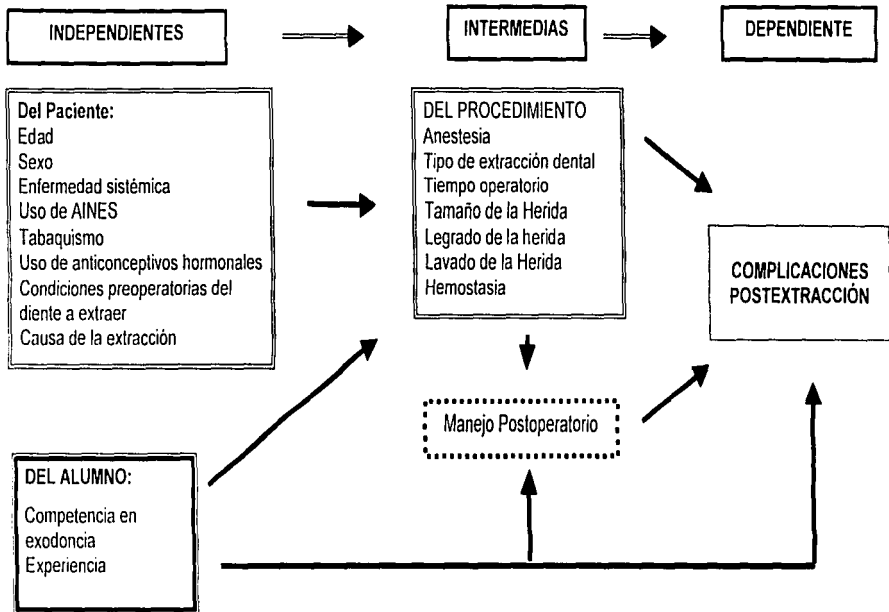 INDEPENDIENTES
INTERMEDIAS
DEPENDIENTE
Del Paciente:
Edad
Sexo
Enfermedad sistémica
Uso de AINES
Tabaquismo
Uso de anticonceptivos hormonales
Condiciones preoperatorias del
diente a extraer
Causa de la extracción
DEL PROCEDIMIENTO
Anestesia
Tipo de extracción dental
Tiempo operatorio
Tamaño de la Herida
Legrado de la herida
Lavado de la Herida
Hemostasia
COMPLICACIONES
POSTEXTRACCIÓN
Manejo Postoperatorio
DEL ALUMNO:
Competencia en
exodoncia
Experiencia